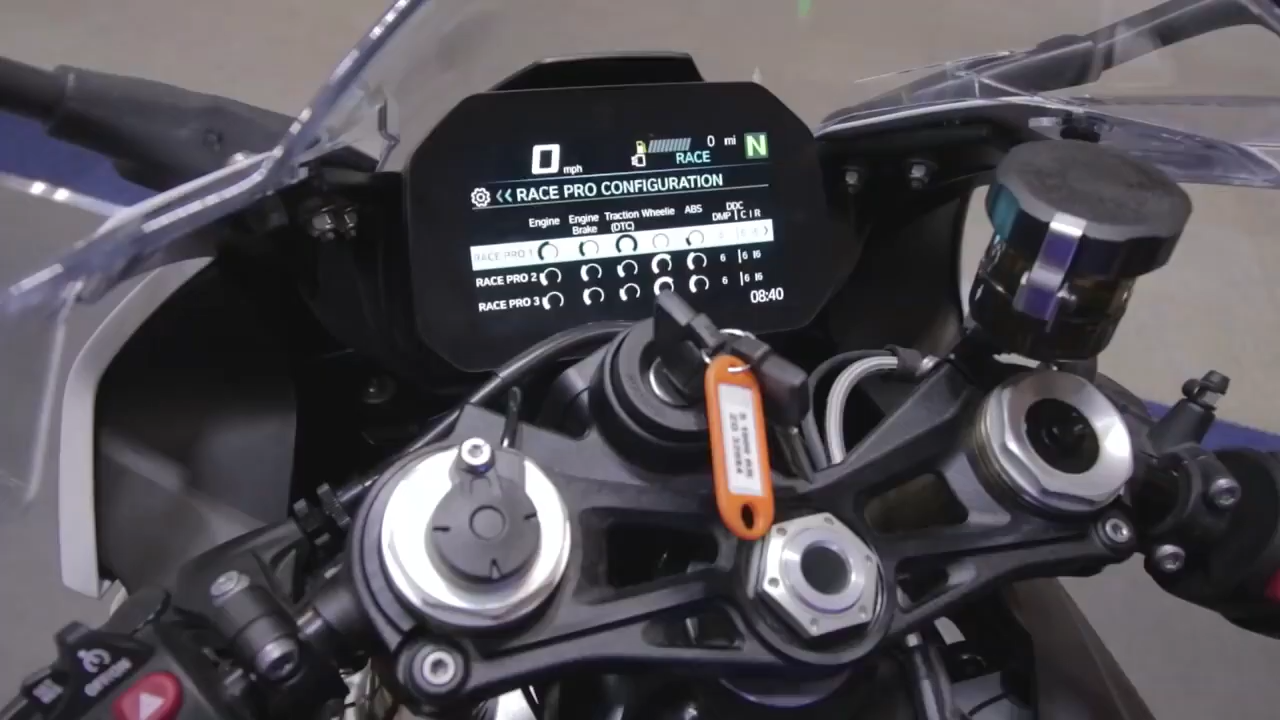 0 mph
0 mi N
RACE
<< RACE PRO CONFIGURATION
Engine Engine Brake Traction (DTC) Wheelie ABS DDC DMP | C | R
RACE PRO 1
RACE PRO 2 6 |6 |6
RACE PRO 3 6 |6 |6
08:40